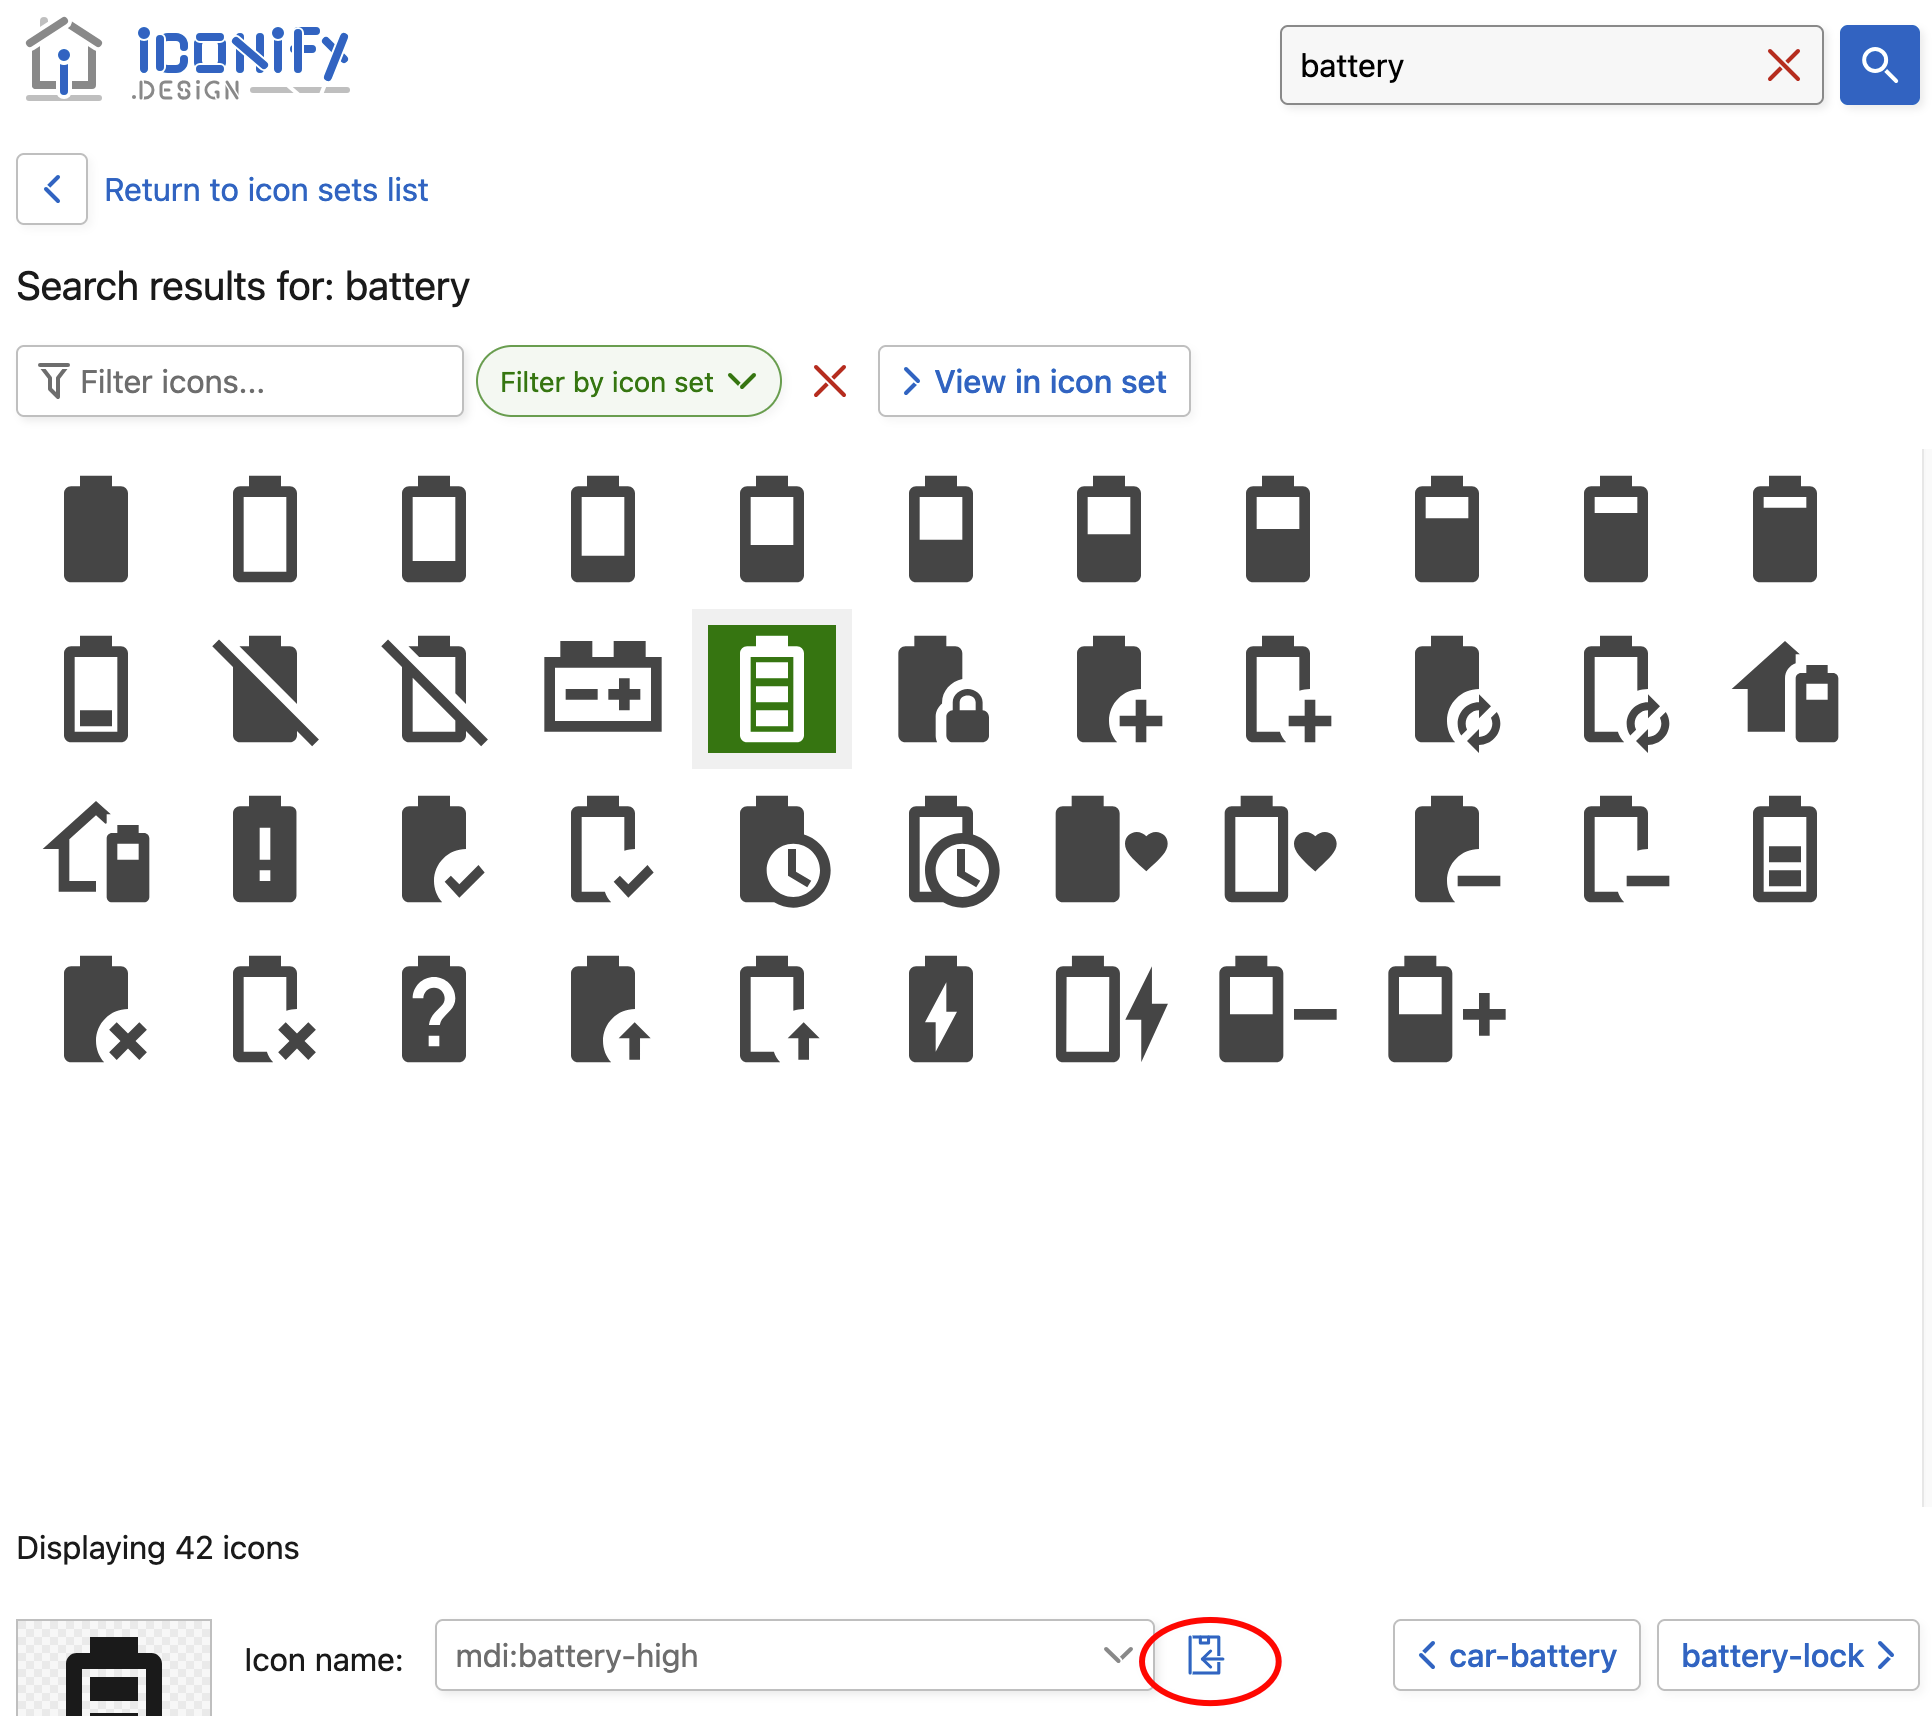 iCONiFY
.DESiGN
battery
Return to icon sets list
Search results for: battery
Filter icons...
Filter by icon set
View in icon set
Displaying 42 icons
Icon name:
mdi:battery-high
car-battery
battery-lock